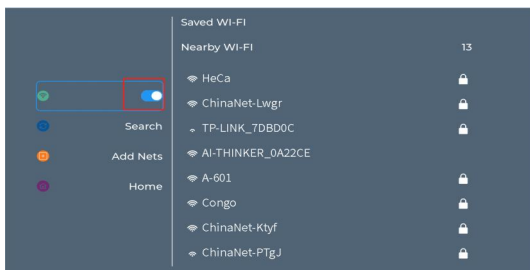 Saved WI-FI
Nearby WI-FI 13
HeCa
ChinaNet-Lwgr
Search
TP-LINK_7DBD0C
Add Nets
AI-THINKER_0A22CE
Home
A-601
Congo
ChinaNet-Ktyf
ChinaNet-PTgJ